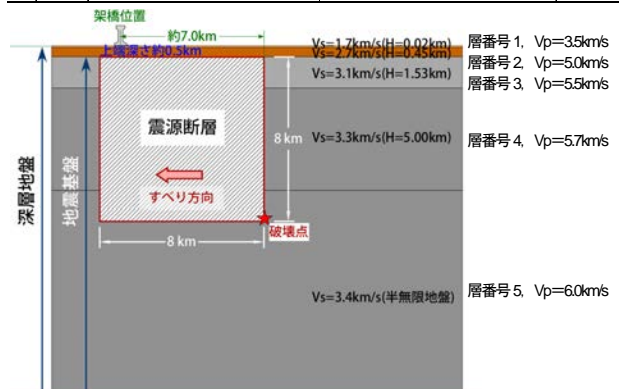 架橋位置
約7.0km
上端深さ約0.5km
Vs=1.7km/s(H=0.02km)
層番号1, Vp=3.5km/s
Vs=2.7km/s(H=0.45km)
層番号2, Vp=5.0km/s
Vs=3.1km/s(H=1.53km)
層番号3, Vp=5.5km/s
震源断層
8 km
Vs=3.3km/s(H=5.00km)
層番号4, Vp=5.7km/s
すべり方向
深層地盤
地震基盤
破壊点
8 km
Vs=3.4km/s(半無限地盤)
層番号5, Vp=6.0km/s